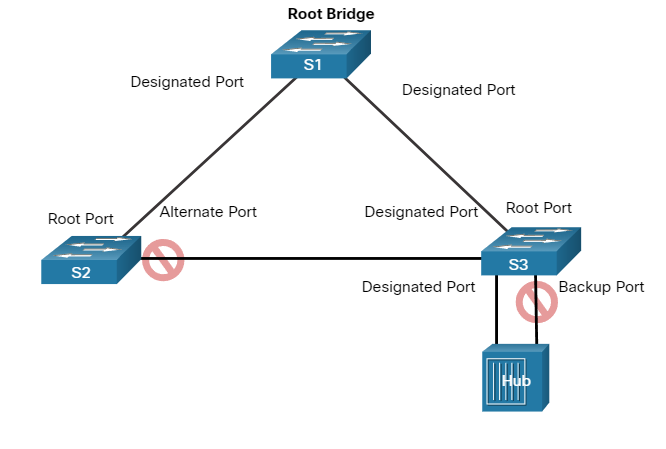 Root Bridge
S1
Designated Port
Designated Port
Root Port
Alternate Port
Designated Port
Root Port
S2
S3
Designated Port
Backup Port
Hub